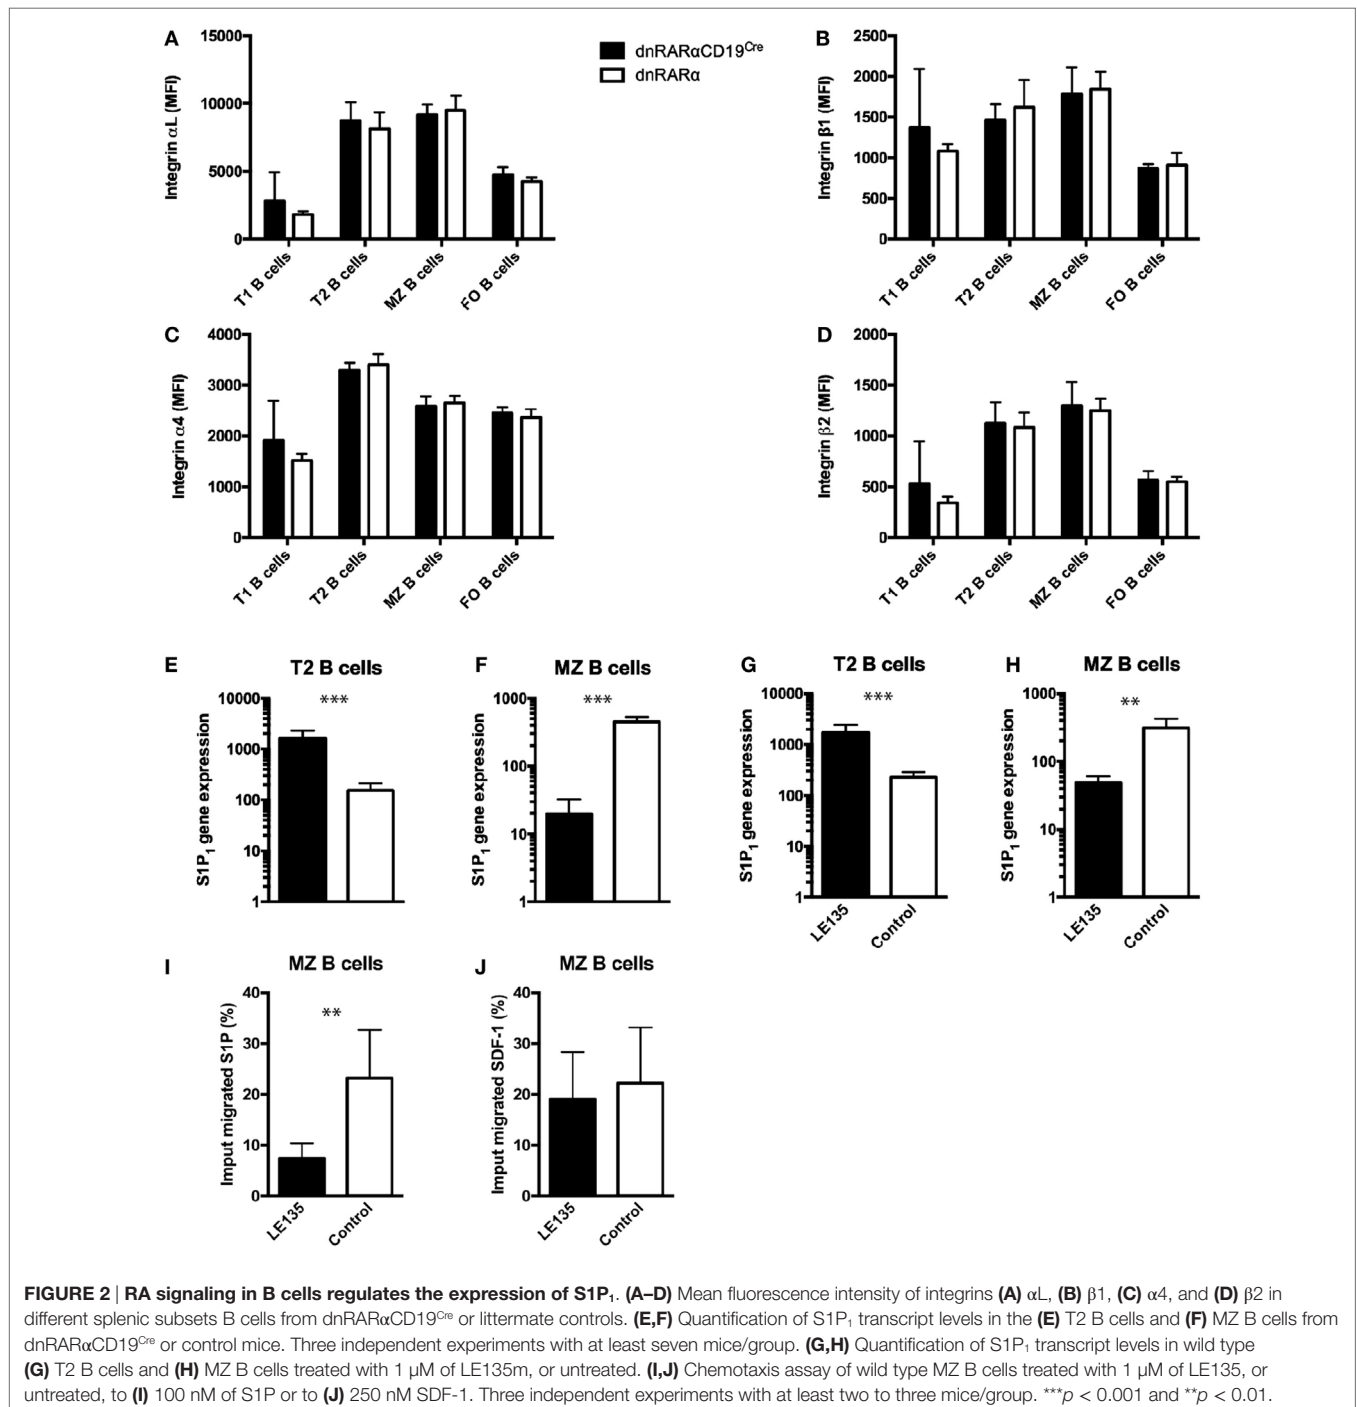 A
15000
10000
5000
0
Integrin αL (MFI)
T1 B cells
T2 B cells
MZ B cells
FO B cells
dnRARαCD19Cre
dnRARα
B
2500
2000
1500
1000
500
0
Integrin β1 (MFI)
T1 B cells
T2 B cells
MZ B cells
FO B cells
C
4000
3000
2000
1000
0
Integrin α4 (MFI)
T1 B cells
T2 B cells
MZ B cells
FO B cells
D
2000
1500
1000
500
0
Integrin β2 (MFI)
T1 B cells
T2 B cells
MZ B cells
FO B cells
E
T2 B cells
***
10000
1000
100
10
1
S1P1 gene expression
F
MZ B cells
***
1000
100
10
1
S1P1 gene expression
G
T2 B cells
***
10000
1000
100
10
1
S1P1 gene expression
LE135
Control
H
MZ B cells
**
1000
100
10
1
S1P1 gene expression
LE135
Control
I
MZ B cells
**
40
30
20
10
0
Imput migrated S1P (%)
LE135
Control
J
MZ B cells
40
30
20
10
0
Imput migrated SDF-1 (%)
LE135
Control
FIGURE 2 | RA signaling in B cells regulates the expression of S1P1. (A–D) Mean fluorescence intensity of integrins (A) αL, (B) β1, (C) α4, and (D) β2 in
different splenic subsets B cells from dnRARαCD19Cre or littermate controls. (E,F) Quantification of S1P1 transcript levels in the (E) T2 B cells and (F) MZ B cells from
dnRARαCD19Cre or control mice. Three independent experiments with at least seven mice/group. (G,H) Quantification of S1P1 transcript levels in wild type
(G) T2 B cells and (H) MZ B cells treated with 1 µM of LE135m, or untreated. (I,J) Chemotaxis assay of wild type MZ B cells treated with 1 µM of LE135, or
untreated, to (I) 100 nM of S1P or to (J) 250 nM SDF-1. Three independent experiments with at least two to three mice/group. ***p < 0.001 and **p < 0.01.